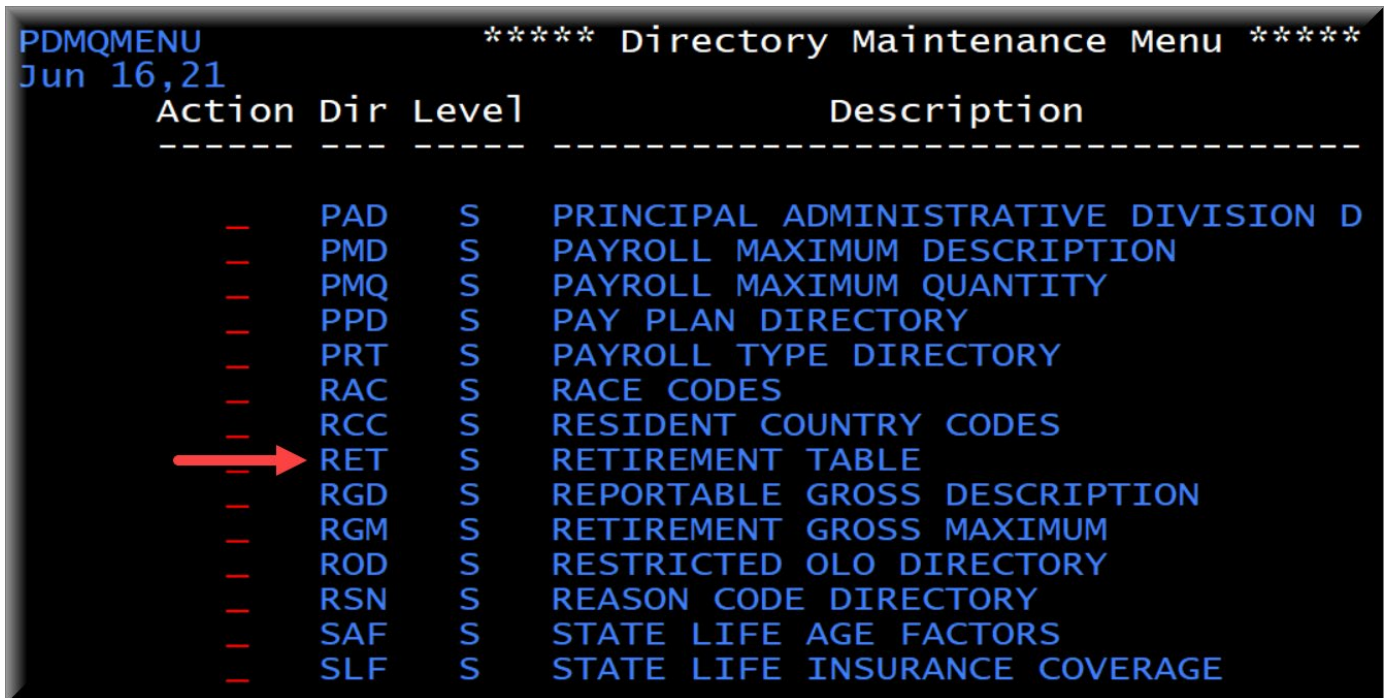 PDMQMENU ***** Directory Maintenance Menu *****
Jun 16,21
Action Dir Level Description
------ --- ----- -----------------------------------
_ PAD S PRINCIPAL ADMINISTRATIVE DIVISION D
_ PMD S PAYROLL MAXIMUM DESCRIPTION
_ PMQ S PAYROLL MAXIMUM QUANTITY
_ PPD S PAY PLAN DIRECTORY
_ PRT S PAYROLL TYPE DIRECTORY
_ RAC S RACE CODES
_ RCC S RESIDENT COUNTRY CODES
_ RET S RETIREMENT TABLE
_ RGD S REPORTABLE GROSS DESCRIPTION
_ RGM S RETIREMENT GROSS MAXIMUM
_ ROD S RESTRICTED OLO DIRECTORY
_ RSN S REASON CODE DIRECTORY
_ SAF S STATE LIFE AGE FACTORS
_ SLF S STATE LIFE INSURANCE COVERAGE